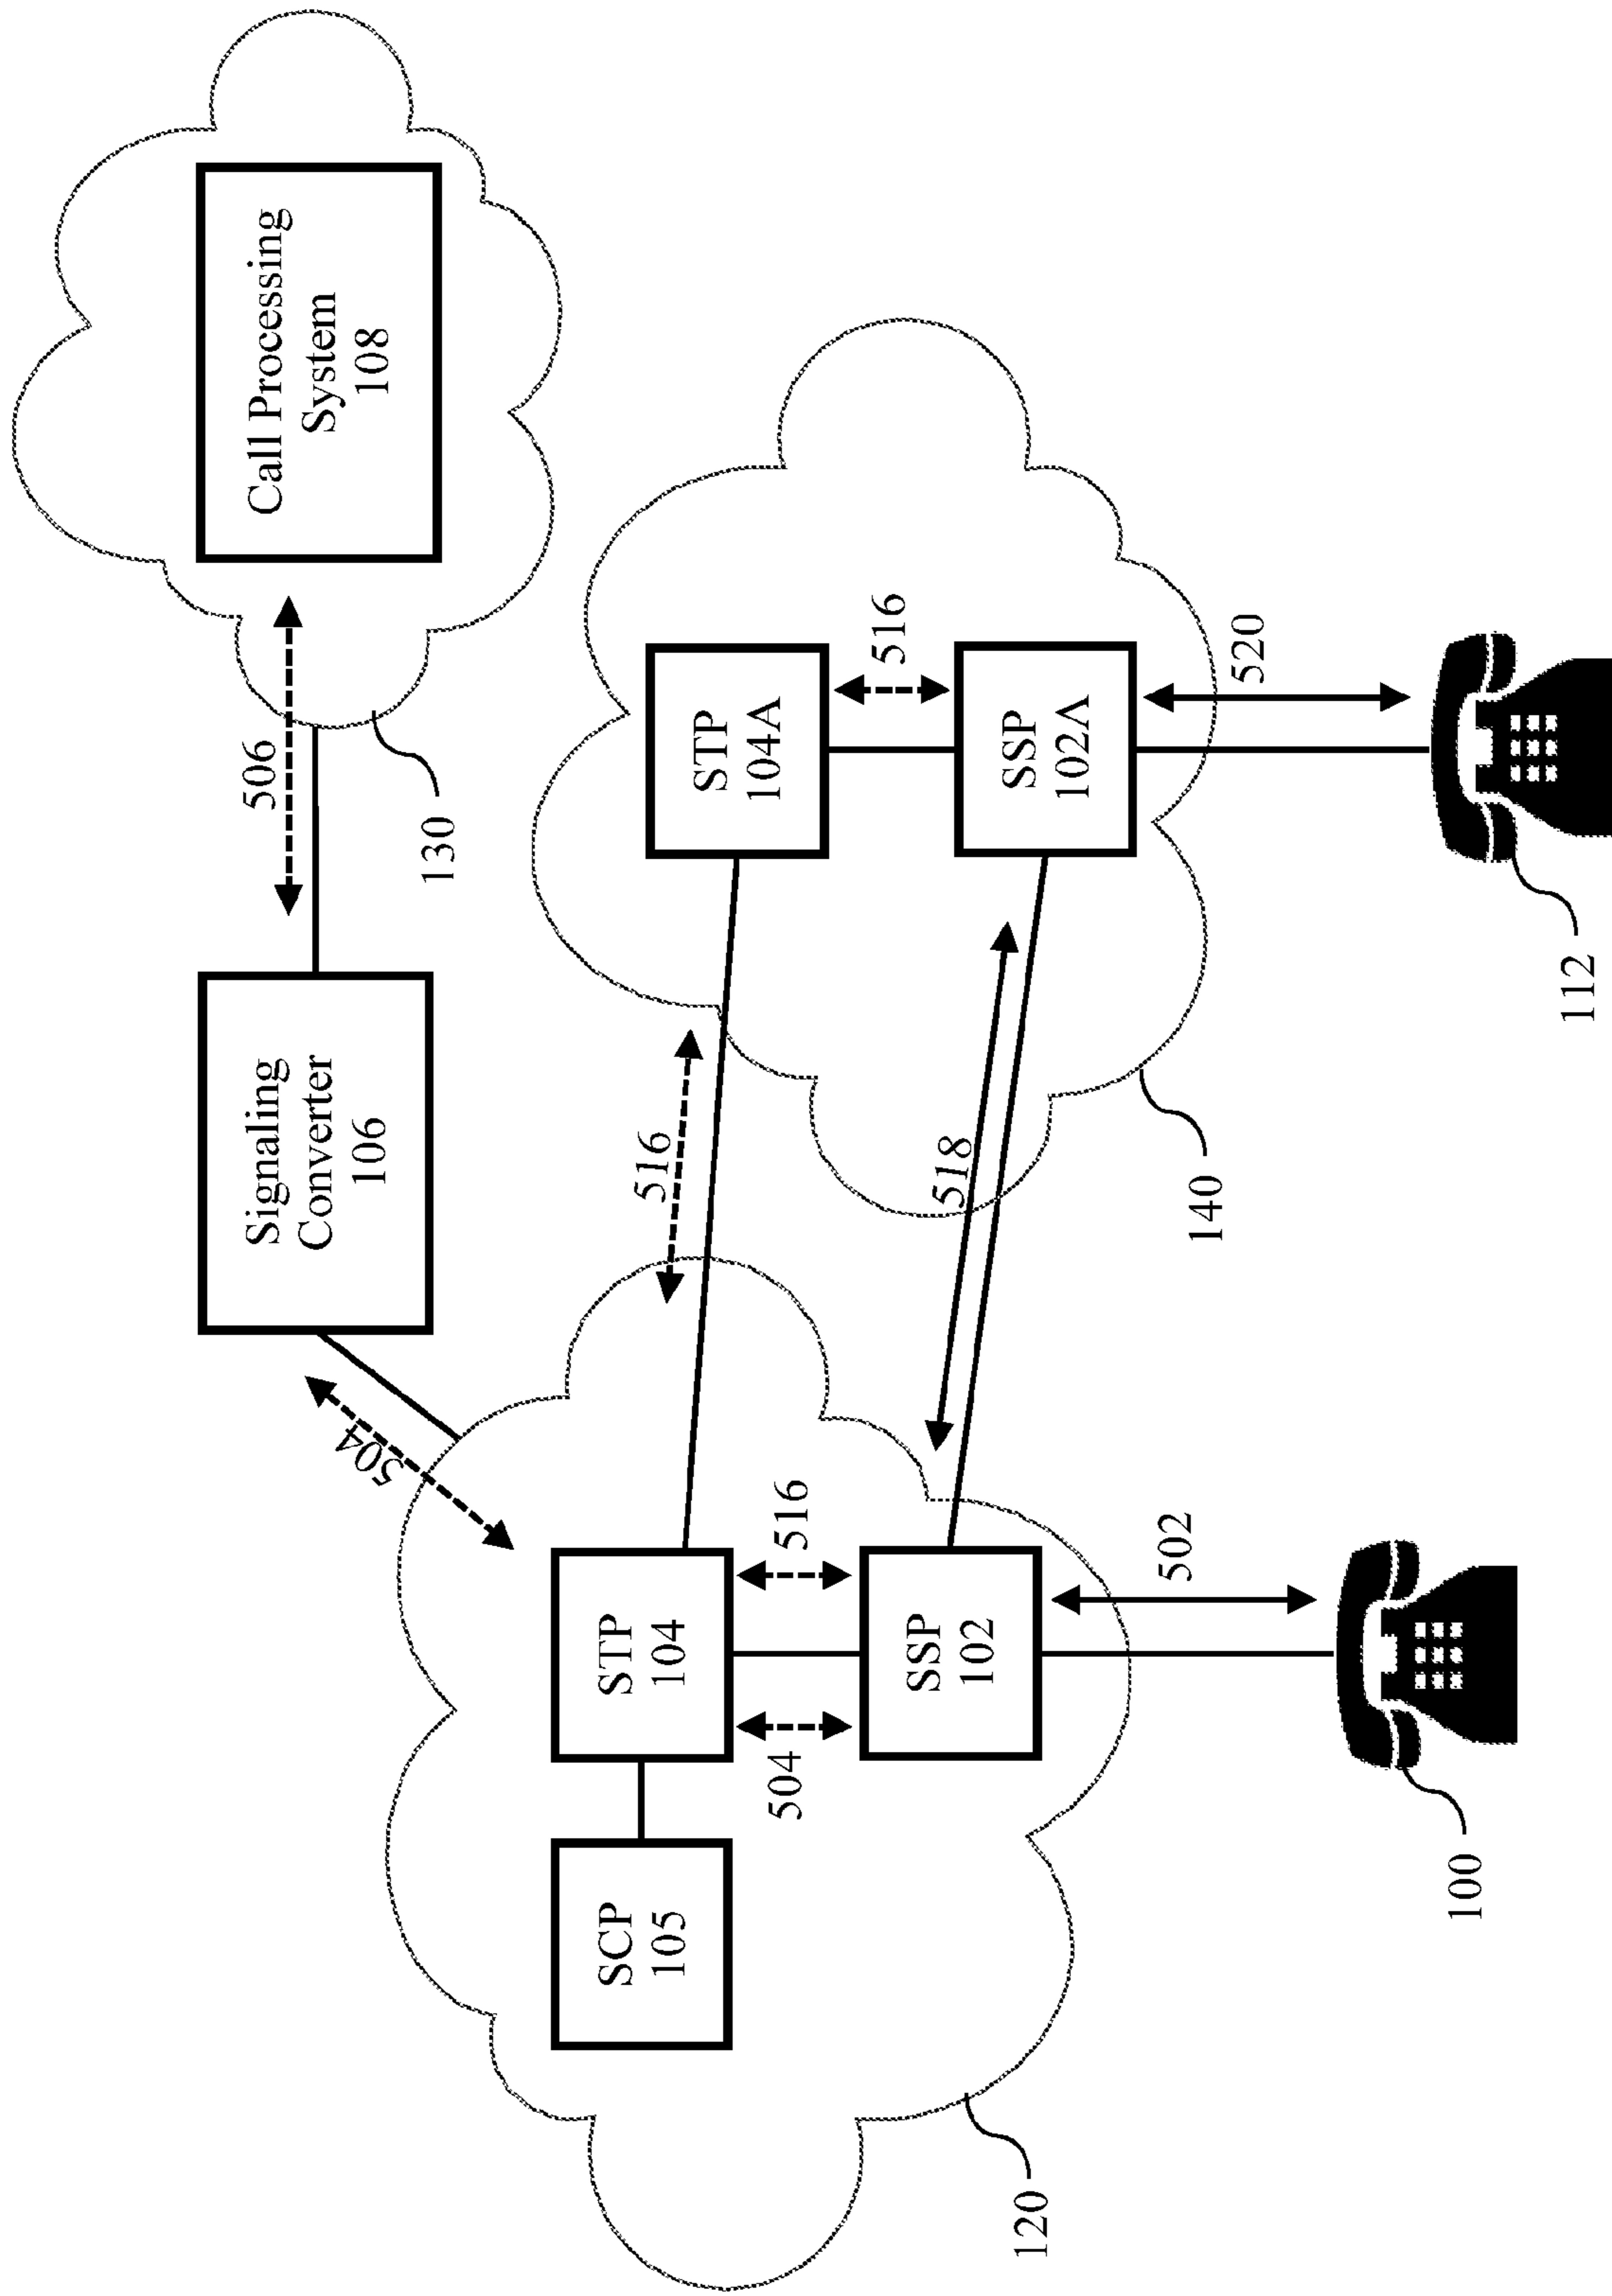 Signaling
Converter
106
506
Call Processing
System
108
504
130
SCP
105
STP
104
516
STP
104A
504
516
516
SSP
102
518
SSP
102A
120
502
140
520
100
112